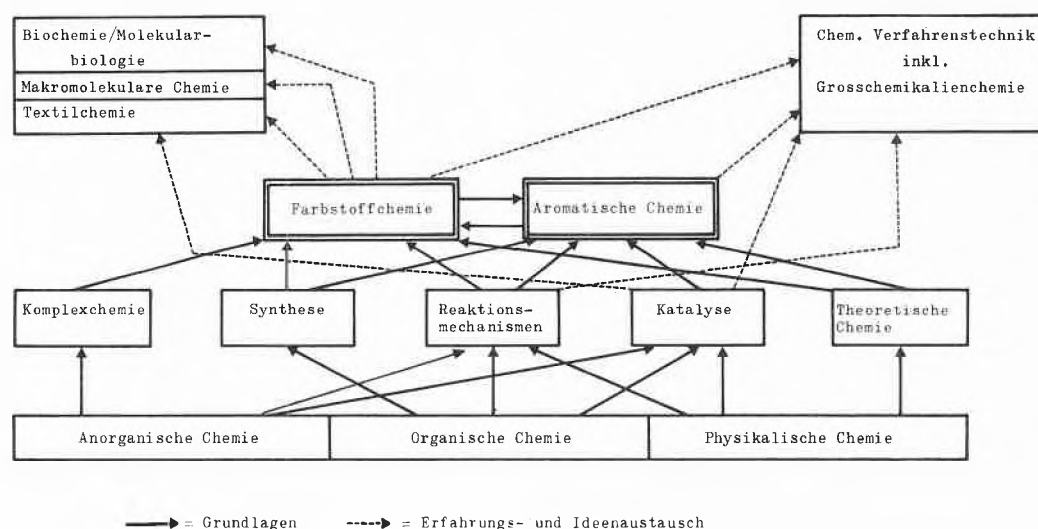 Biochemie/Molekular-
biologie
Makromolekulare Chemie
Textilchemie
Chem. Verfahrenstechnik
inkl.
Grosschemikalienchemie
Farbstoffchemie
Aromatische Chemie
Komplexchemie
Synthese
Reaktions-
mechanismen
Katalyse
Theoretische
Chemie
Anorganische Chemie
Organische Chemie
Physikalische Chemie
= Grundlagen
= Erfahrungs- und Ideenaustausch